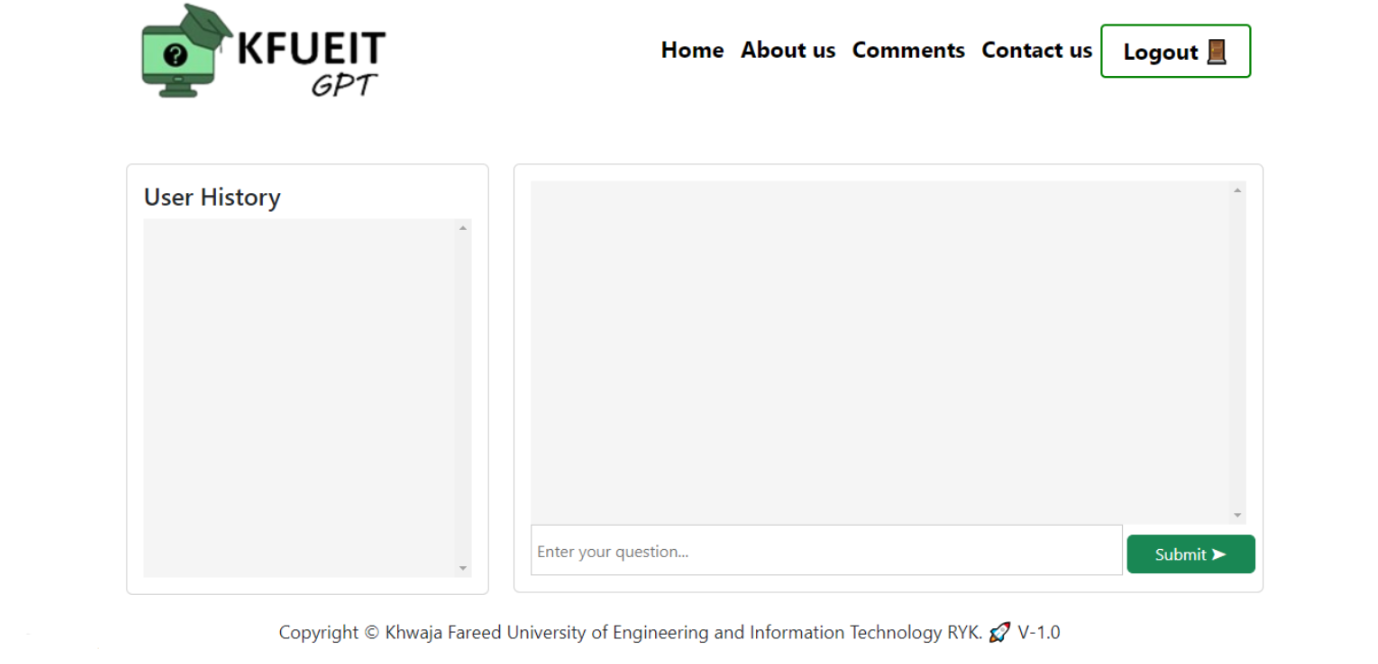 KFUEIT
GPT
Home About us Comments Contact us Logout 🚪
User History
Enter your question...
Submit ➤
Copyright © Khwaja Fareed University of Engineering and Information Technology RYK. 🚀 V-1.0